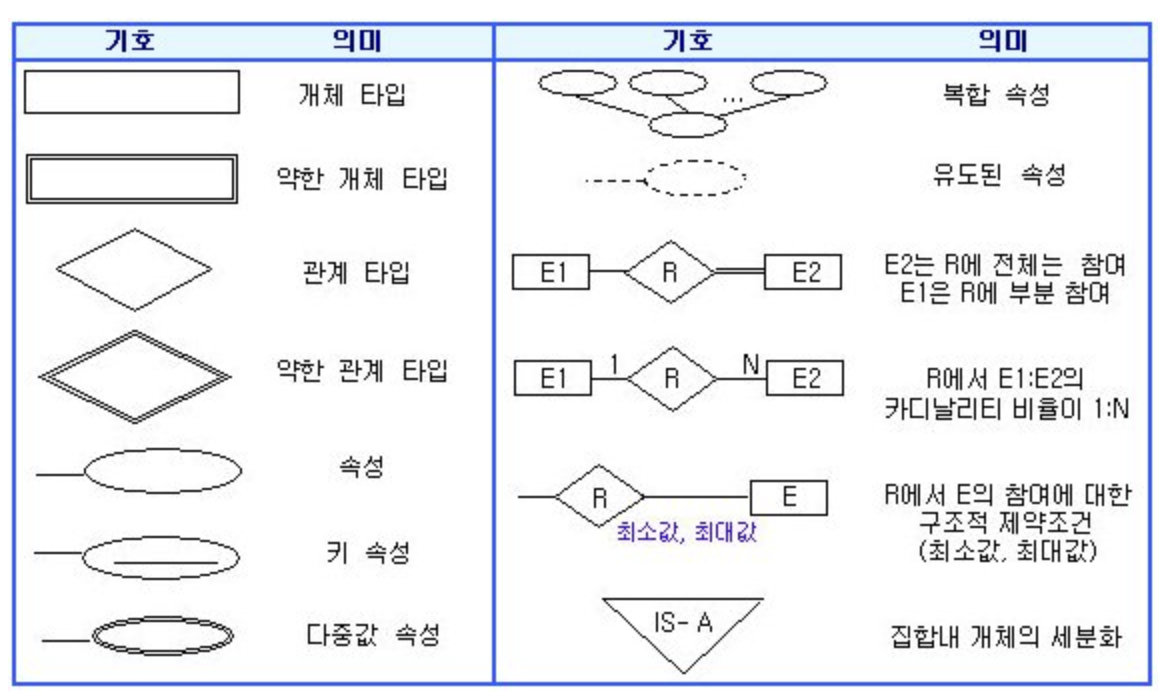 기호 의미 기호 의미
개체 타입
약한 개체 타입
관계 타입
약한 관계 타입
속성
키 속성
다중값 속성
...
복합 속성
유도된 속성
E1 R E2
E2는 R에 전체는 참여
E1은 R에 부분 참여
E1 1 R N E2
R에서 E1:E2의
카디날리티 비율이 1:N
R E
최소값, 최대값
R에서 E의 참여에 대한
구조적 제약조건
(최소값, 최대값)
IS- A
집합내 개체의 세분화